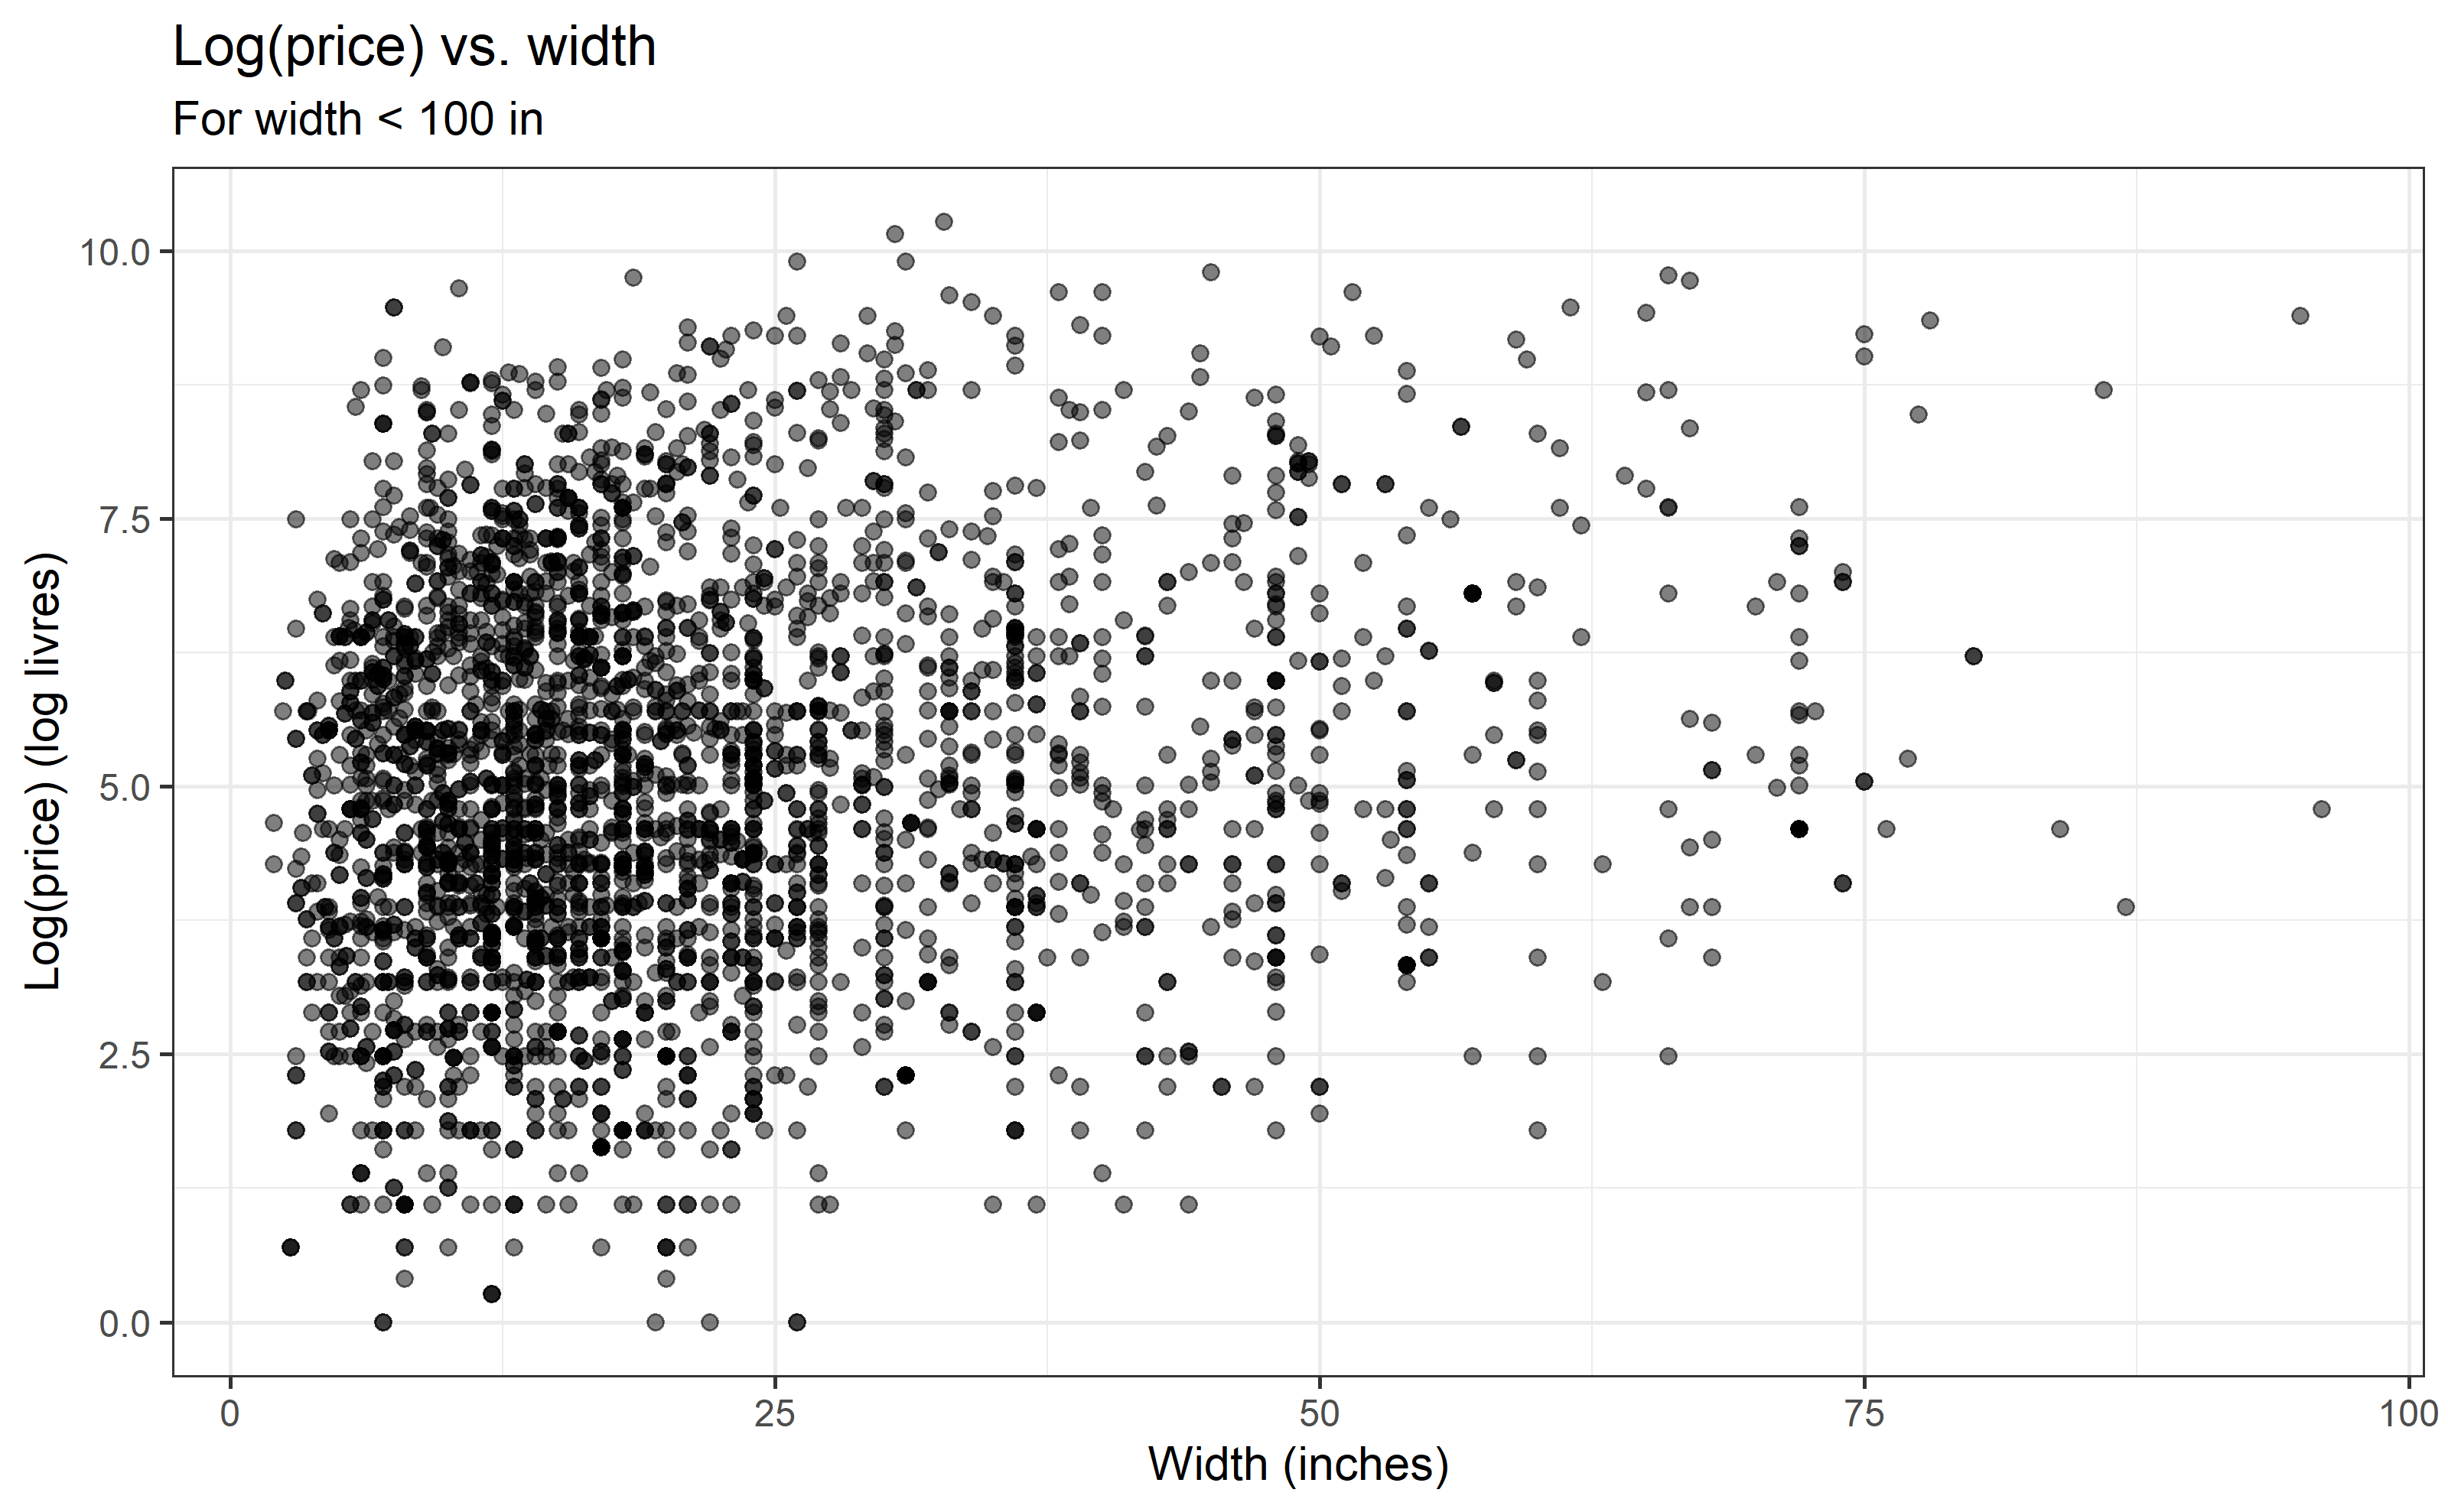 Log(price) vs. width
For width < 100 in
10.0
7.5
5.0
2.5
0.0
Log(price) (log livres)
0
25
50
75
100
Width (inches)